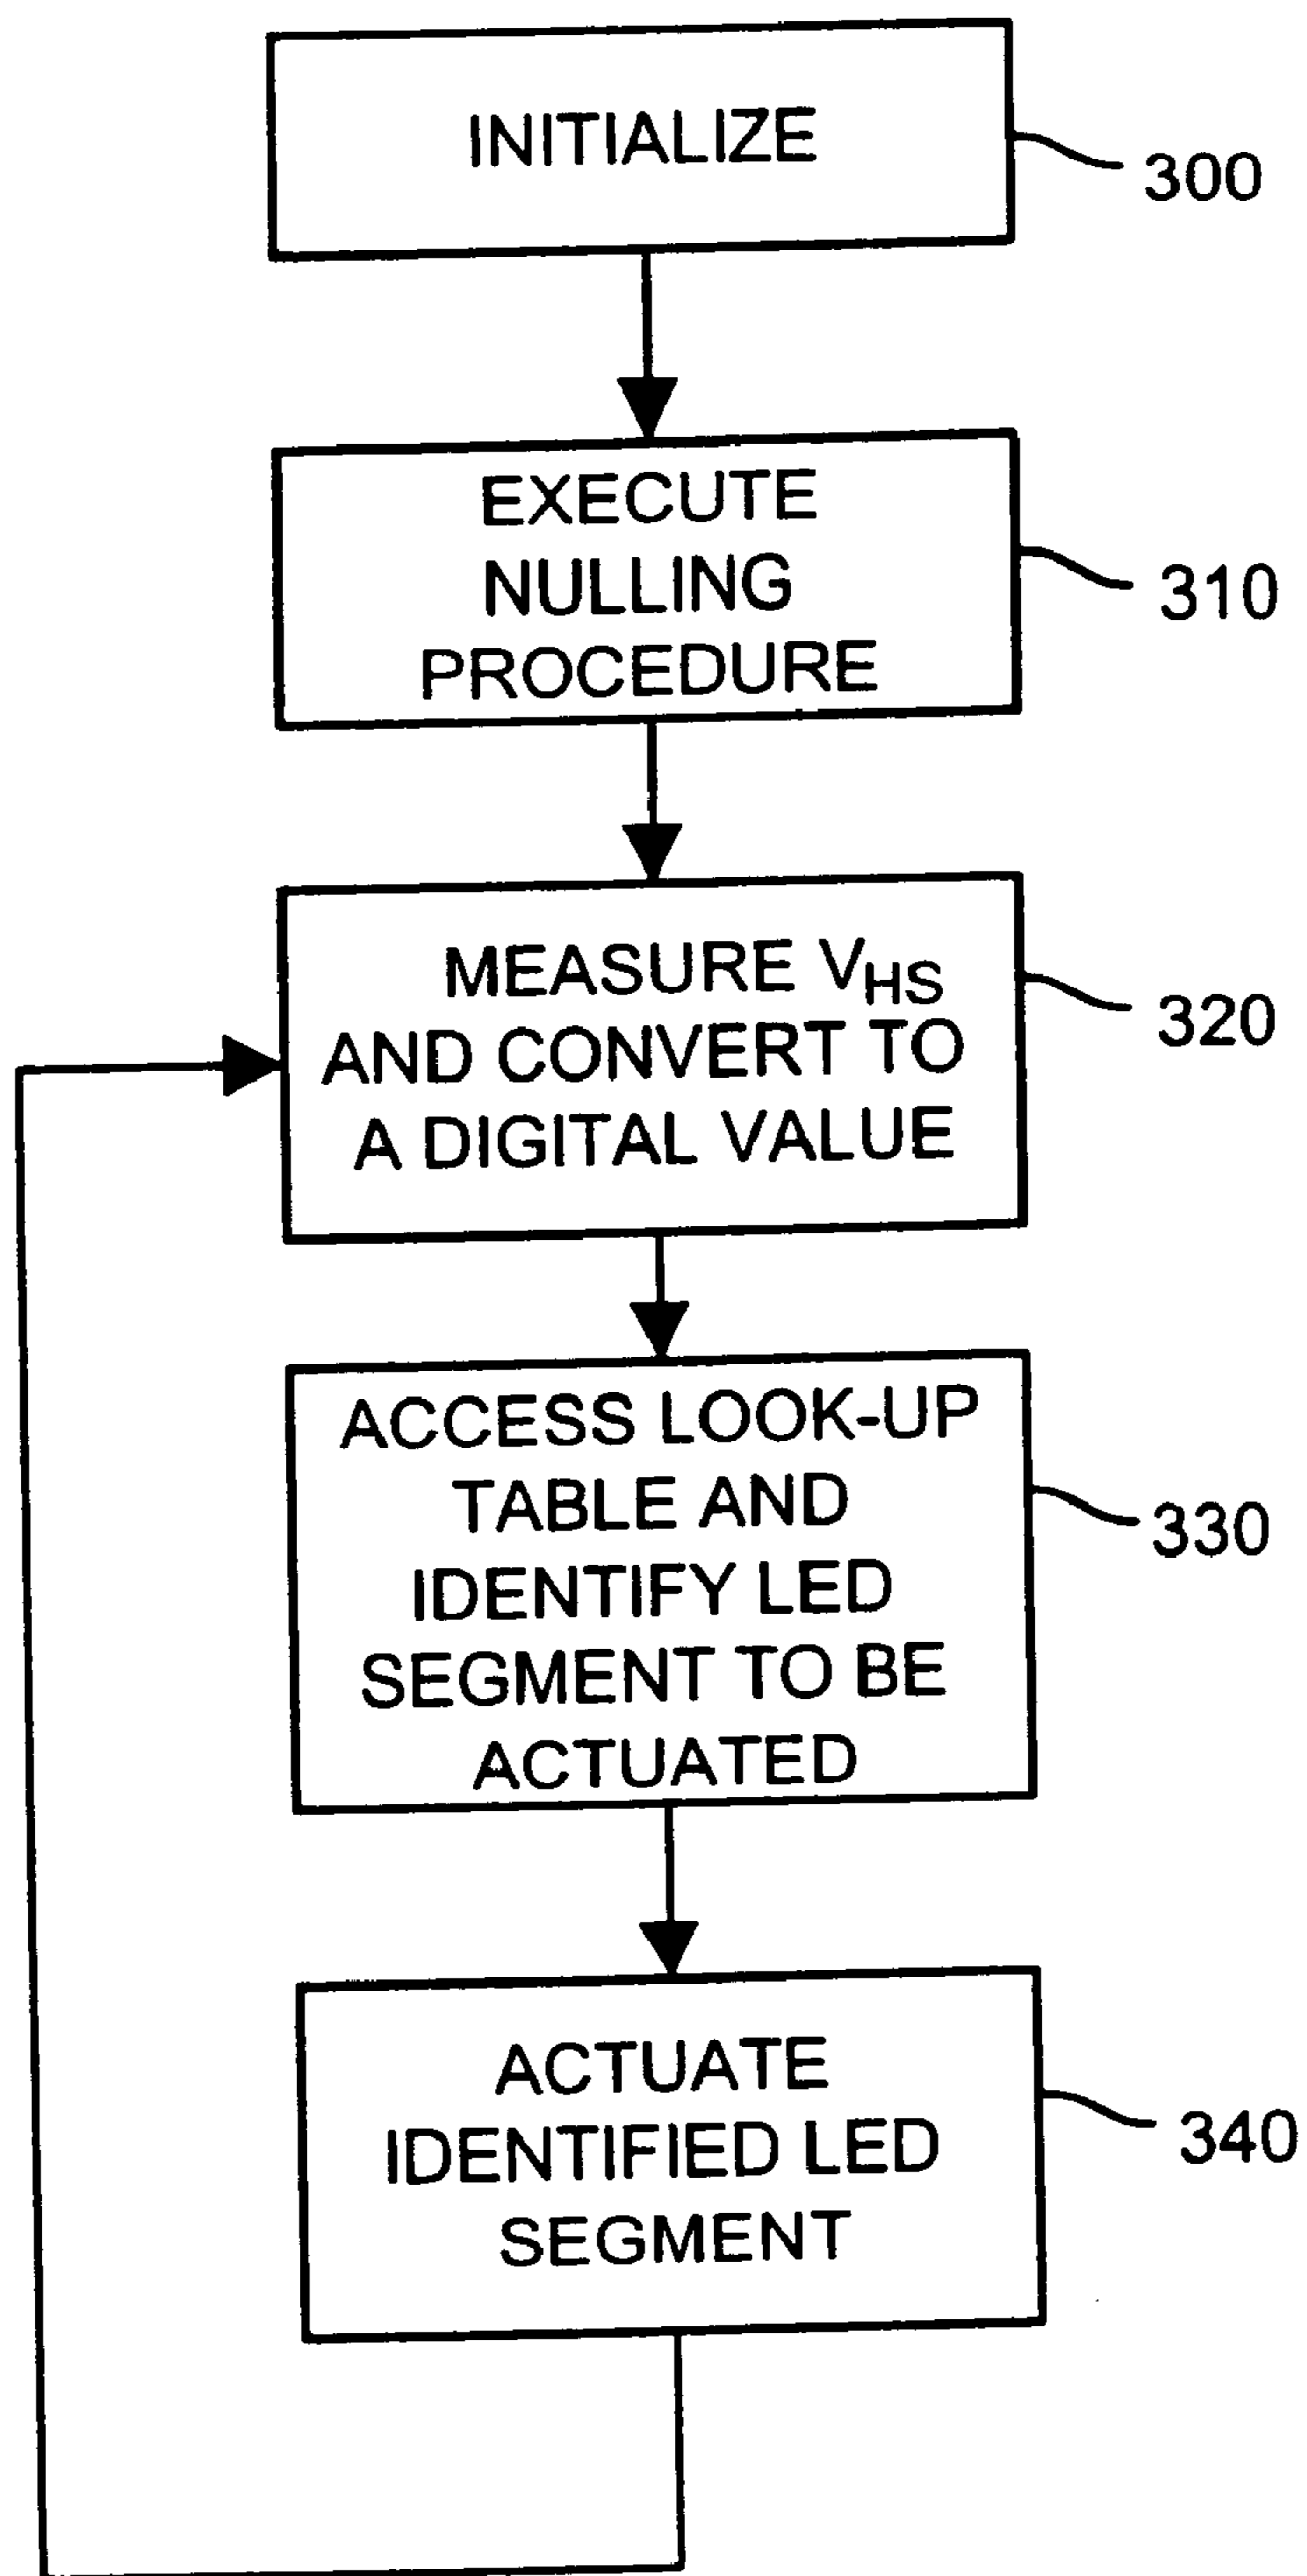 INITIALIZE
300
EXECUTE
NULLING
PROCEDURE
310
MEASURE VHS
AND CONVERT TO
A DIGITAL VALUE
320
ACCESS LOOK-UP
TABLE AND
IDENTIFY LED
SEGMENT TO BE
ACTUATED
330
ACTUATE
IDENTIFIED LED
SEGMENT
340